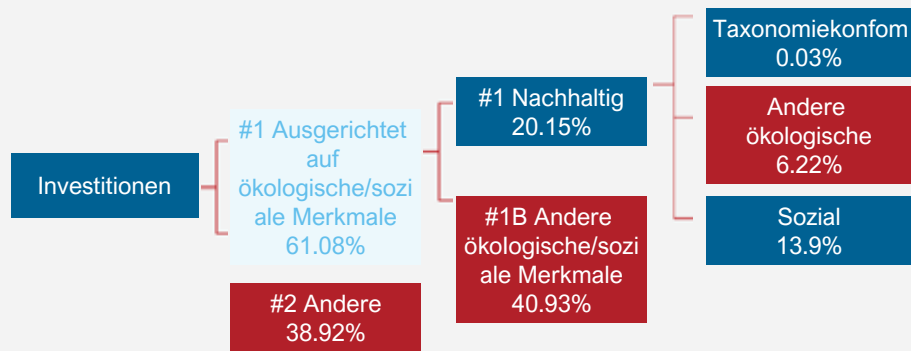 Investitionen
#1 Ausgerichtet
auf
ökologische/sozi
ale Merkmale
61.08%
#2 Andere
38.92%
#1 Nachhaltig
20.15%
#1B Andere
ökologische/sozi
ale Merkmale
40.93%
Taxonomiekonfom
0.03%
Andere
ökologische
6.22%
Sozial
13.9%